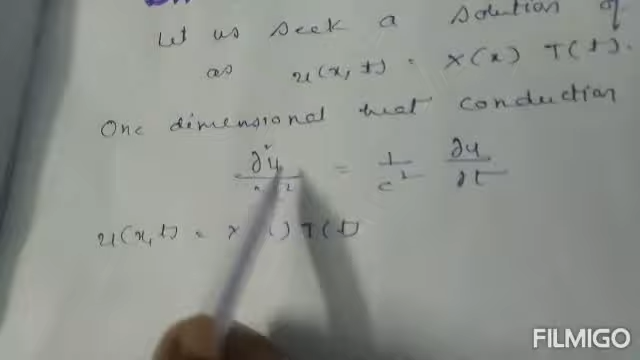 Let us seek a solution of
as u(x, t) = X(x) T(t).
One dimensional heat conduction
∂²u = 1/c² ∂u/∂t
u(x, t) = X ( ) T(t)
FILMIGO